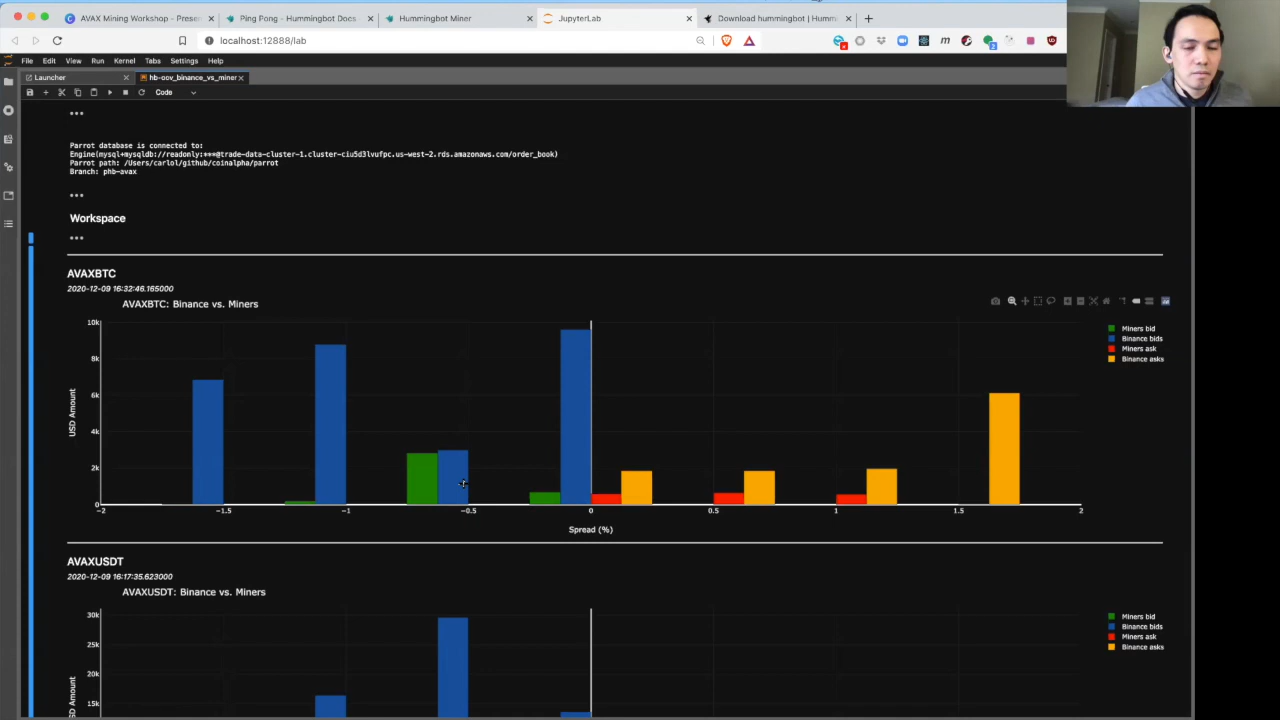 AVAX Mining Workshop - Presen
Ping Pong - Hummingbot Docs
Hummingbot Miner
JupyterLab
Download hummingbot | Humm
localhost:12888/lab
File Edit View Run Kernel Tabs Settings Help
Launcher
hb-ocv_binance_vs_miner
Code
Parrot database is connected to:
Engine(mysql+mysqldb://readonly:***@trade-data-cluster-1.cluster-ciu5d3lvufpc.us-west-2.rds.amazonaws.com/order_book)
Parrot path: /Users/carlol/github/coinalpha/parrot
Branch: phb-avax
Workspace
AVAXBTC
2020-12-09 16:32:46.165000
AVAXBTC: Binance vs. Miners
Miners bid
Binance bids
Miners ask
Binance asks
10k
8k
6k
4k
2k
0
USD Amount
−2 −1.5 −1 −0.5 0 0.5 1 1.5 2
Spread (%)
AVAXUSDT
2020-12-09 16:17:35.623000
AVAXUSDT: Binance vs. Miners
Miners bid
Binance bids
Miners ask
Binance asks
30k
25k
20k
15k
SD Amount